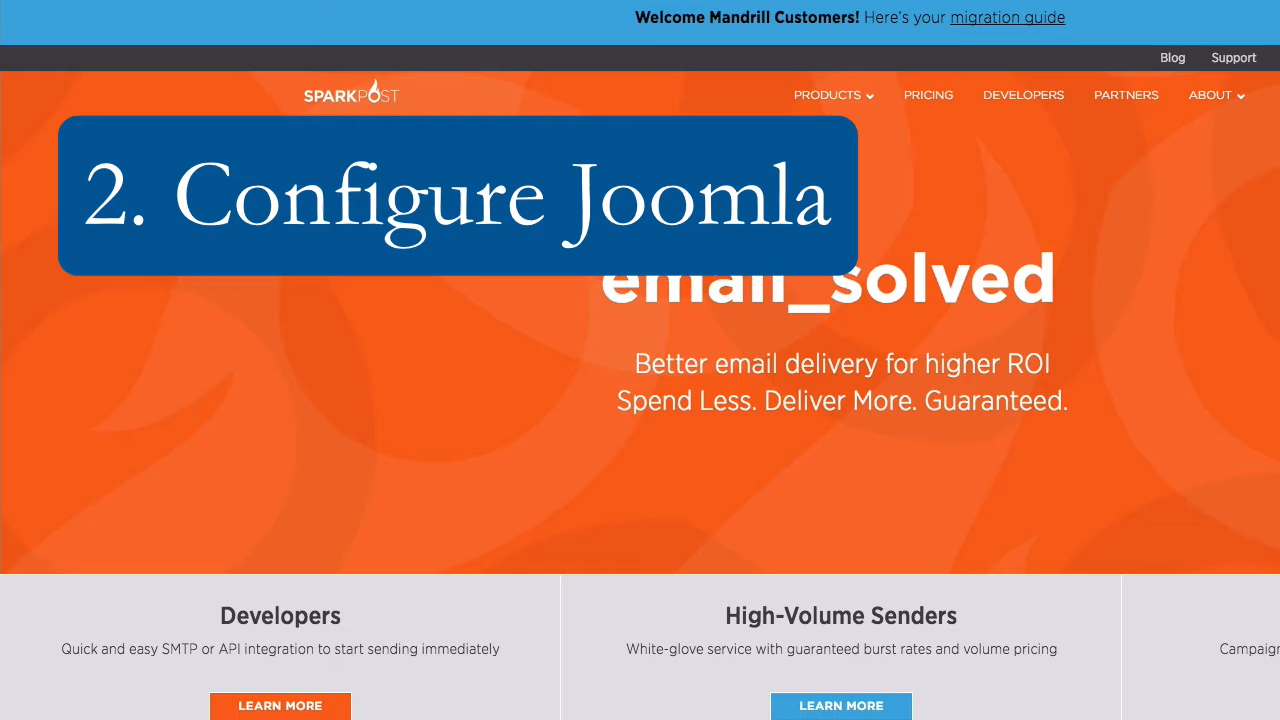 Welcome Mandrill Customers! Here's your migration guide
Blog Support
SPARKPOST PRODUCTS PRICING DEVELOPERS PARTNERS ABOUT
2. Configure Joomla
email_solved
Better email delivery for higher ROI
Spend Less. Deliver More. Guaranteed.
Developers
Quick and easy SMTP or API integration to start sending immediately
LEARN MORE
High-Volume Senders
White-glove service with guaranteed burst rates and volume pricing
LEARN MORE